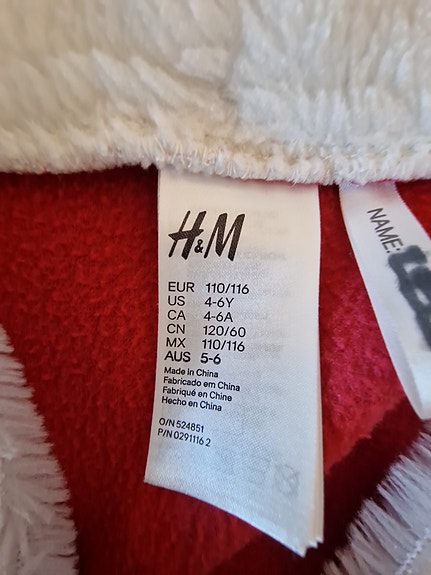 H&M
EUR 110/116
US 4-6Y
CA 4-6A
CN 120/60
MX 110/116
AUS 5-6
Made in China
Fabricado em China
Fabriqué en Chine
Hecho en China
O/N 524851
P/N 0291116 2
NAME: